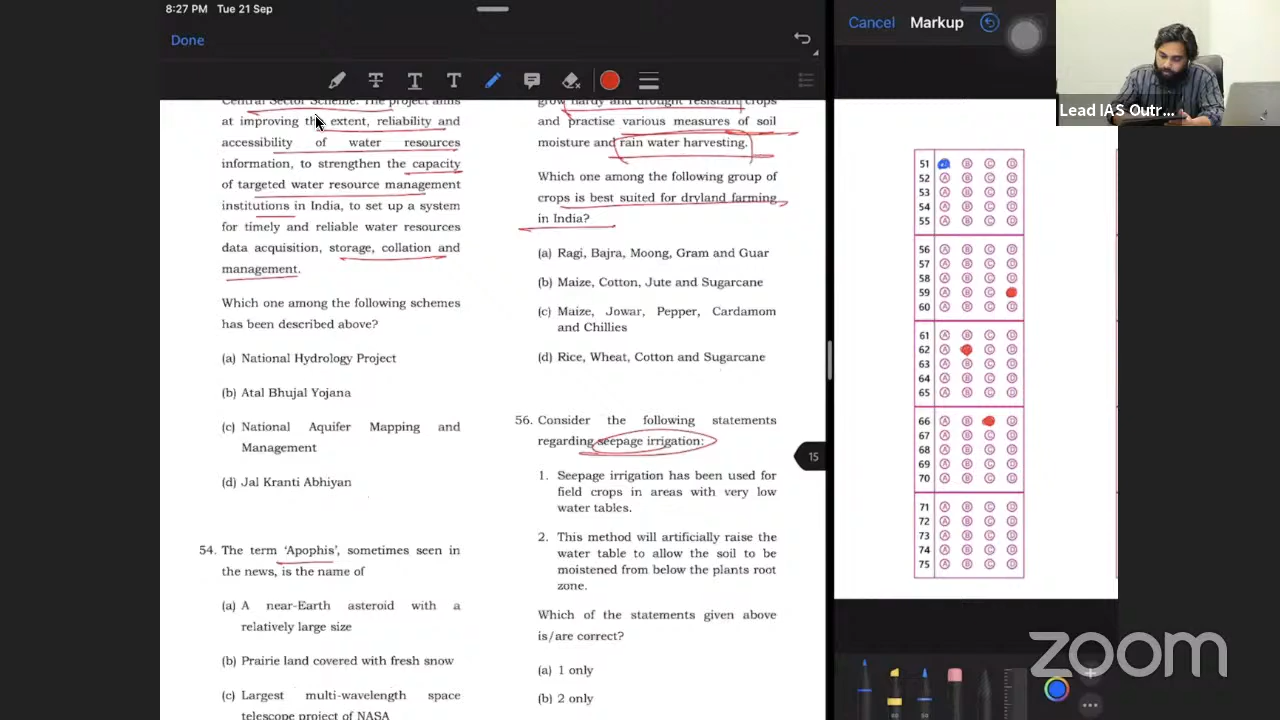 8:27 PM Tue 21 Sep
Done
Central Sector Scheme. The project aims
at improving the extent, reliability and
accessibility of water resources
information, to strengthen the capacity
of targeted water resource management
institutions in India, to set up a system
for timely and reliable water resources
data acquisition, storage, collation and
management.
Which one among the following schemes
has been described above?
(a) National Hydrology Project
(b) Atal Bhujal Yojana
(c) National Aquifer Mapping and
Management
(d) Jal Kranti Abhiyan
54. The term 'Apophis', sometimes seen in
the news, is the name of
(a) A near-Earth asteroid with a
relatively large size
(b) Prairie land covered with fresh snow
(c) Largest multi-wavelength space
telescope project of NASA
grow hardy and drought resistant crops
and practise various measures of soil
moisture and rain water harvesting.
Which one among the following group of
crops is best suited for dryland farming
in India?
(a) Ragi, Bajra, Moong, Gram and Guar
(b) Maize, Cotton, Jute and Sugarcane
(c) Maize, Jowar, Pepper, Cardamom
and Chillies
(d) Rice, Wheat, Cotton and Sugarcane
56. Consider the following statements
regarding seepage irrigation:
1. Seepage irrigation has been used for
field crops in areas with very low
water tables.
2. This method will artificially raise the
water table to allow the soil to be
moistened from below the plants root
zone.
Which of the statements given above
is/are correct?
(a) 1 only
(b) 2 only
15
Cancel Markup
Lead IAS Outr...
51 B C D
52 A B C D
53 A B C D
54 A B C D
55 A B C D
56 A B C D
57 A B C D
58 A B C D
59 A B C
60 A B C D
61 A B C D
62 A C D
63 A B C D
64 A B C D
65 A B C D
66 A B D
67 A B C D
68 A B C D
69 A B C D
70 A B C D
71 A B C D
72 A B C D
73 A B C D
74 A B C D
75 A B C D
zoom